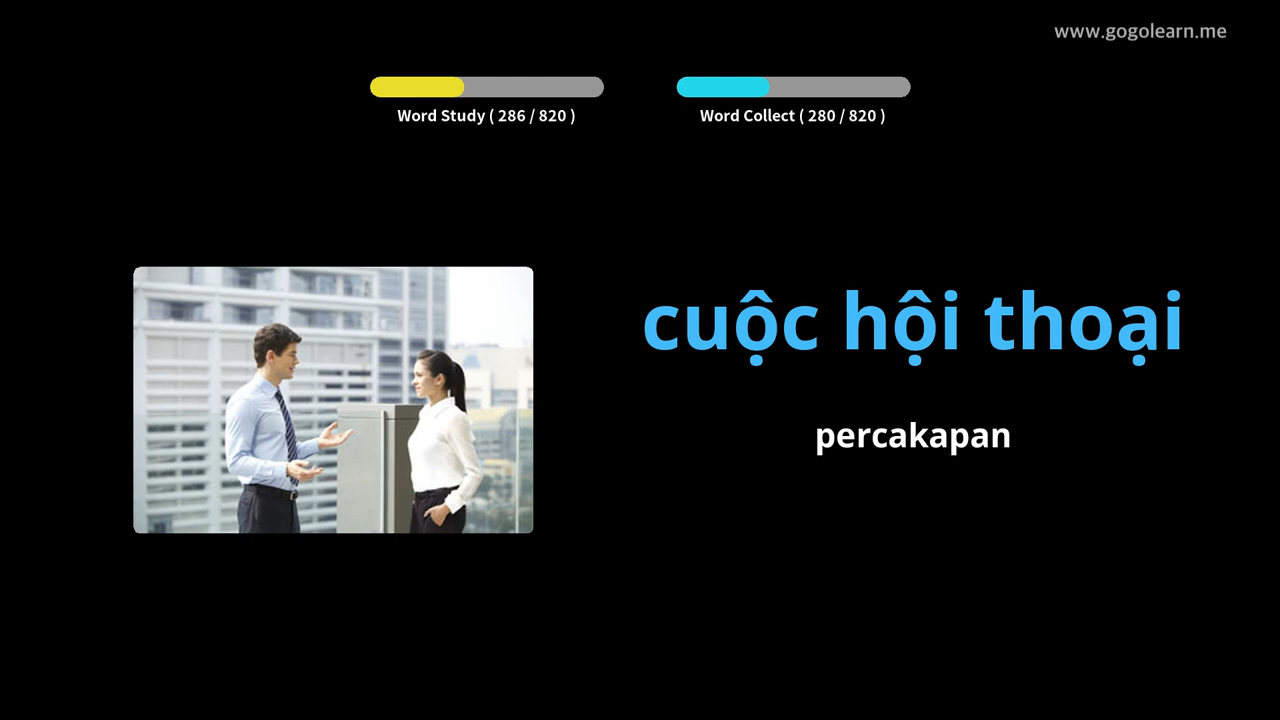 www.gogolearn.me
Word Study ( 286 / 820 )
Word Collect ( 280 / 820 )
cuộc hội thoại
percakapan